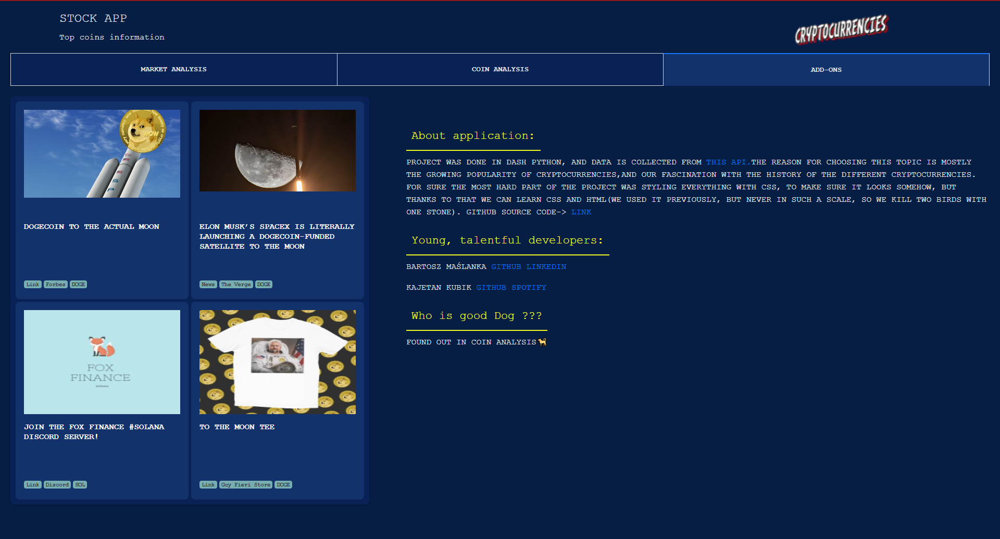 STOCK APP
Top coins information
CRYPTOCURRENCIES
MARKET ANALYSIS
COIN ANALYSIS
ADD-ONS
WOW
DOGECOIN TO THE ACTUAL MOON
Link Forbes DOGE
ELON MUSK’S SPACEX IS LITERALLY
LAUNCHING A DOGECOIN-FUNDED
SATELLITE TO THE MOON
News The Verge DOGE
FOX
FINANCE
solana
JOIN THE FOX FINANCE #SOLANA
DISCORD SERVER!
Link Discord SOL
TO THE MOON TEE
Link Guy Fieri Store DOGE
About application:
PROJECT WAS DONE IN DASH PYTHON, AND DATA IS COLLECTED FROM THIS API.THE REASON FOR CHOOSING THIS TOPIC IS MOSTLY
THE GROWING POPULARITY OF CRYPTOCURRENCIES,AND OUR FASCINATION WITH THE HISTORY OF THE DIFFERENT CRYPTOCURRENCIES.
FOR SURE THE MOST HARD PART OF THE PROJECT WAS STYLING EVERYTHING WITH CSS, TO MAKE SURE IT LOOKS SOMEHOW, BUT
THANKS TO THAT WE CAN LEARN CSS AND HTML(WE USED IT PREVIOUSLY, BUT NEVER IN SUCH A SCALE, SO WE KILL TWO BIRDS WITH
ONE STONE). GITHUB SOURCE CODE-> LINK
Young, talentful developers:
BARTOSZ MAŚLANKA GITHUB LINKEDIN
KAJETAN KUBIK GITHUB SPOTIFY
Who is good Dog ???
FOUND OUT IN COIN ANALYSIS🐕